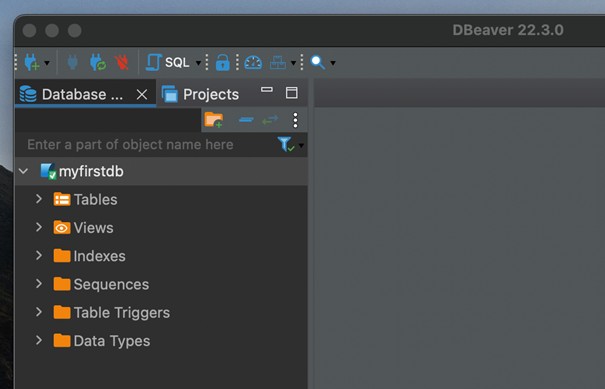 DBeaver 22.3.0
SQL
Database ... Projects
Enter a part of object name here
myfirstdb
Tables
Views
Indexes
Sequences
Table Triggers
Data Types